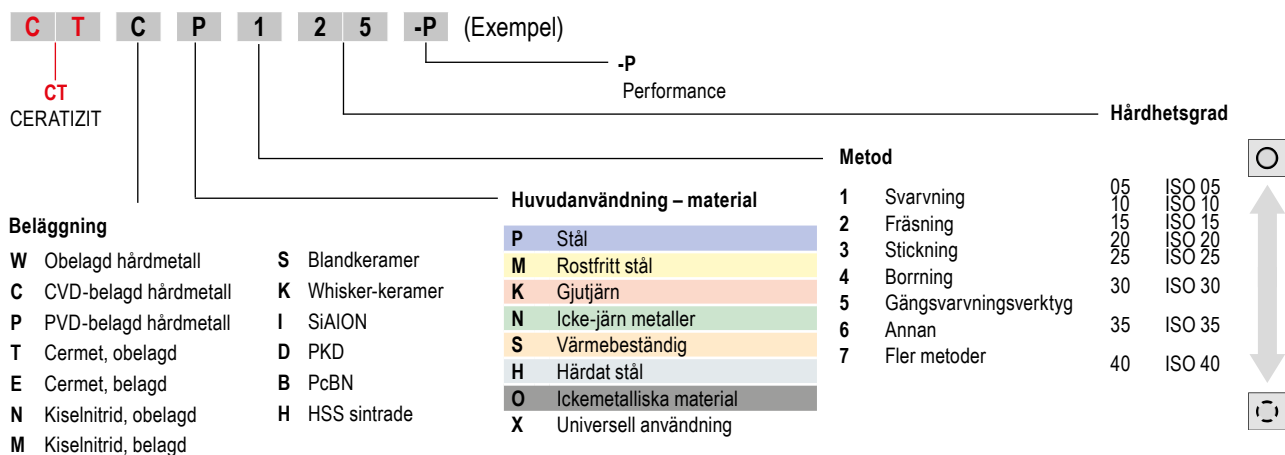 C T C P 1 2 5 -P (Exempel)
-P
Performance
CT
CERATIZIT
Hårdhetsgrad
05 ISO 05
10 ISO 10
15 ISO 15
20 ISO 20
25 ISO 25
30 ISO 30
35 ISO 35
40 ISO 40
Metod
1 Svarvning
2 Fräsning
3 Stickning
4 Borrning
5 Gängsvarvningsverktyg
6 Annan
7 Fler metoder
Huvudanvändning – material
P Stål
M Rostfritt stål
K Gjutjärn
N Icke-järn metaller
S Värmebeständig
H Härdat stål
O Ickemetalliska material
X Universell användning
Beläggning
W Obelagd hårdmetall
C CVD-belagd hårdmetall
P PVD-belagd hårdmetall
T Cermet, obelagd
E Cermet, belagd
N Kiselnitrid, obelagd
M Kiselnitrid, belagd
S Blandkeramer
K Whisker-keramer
I SiAlON
D PKD
B PcBN
H HSS sintrade